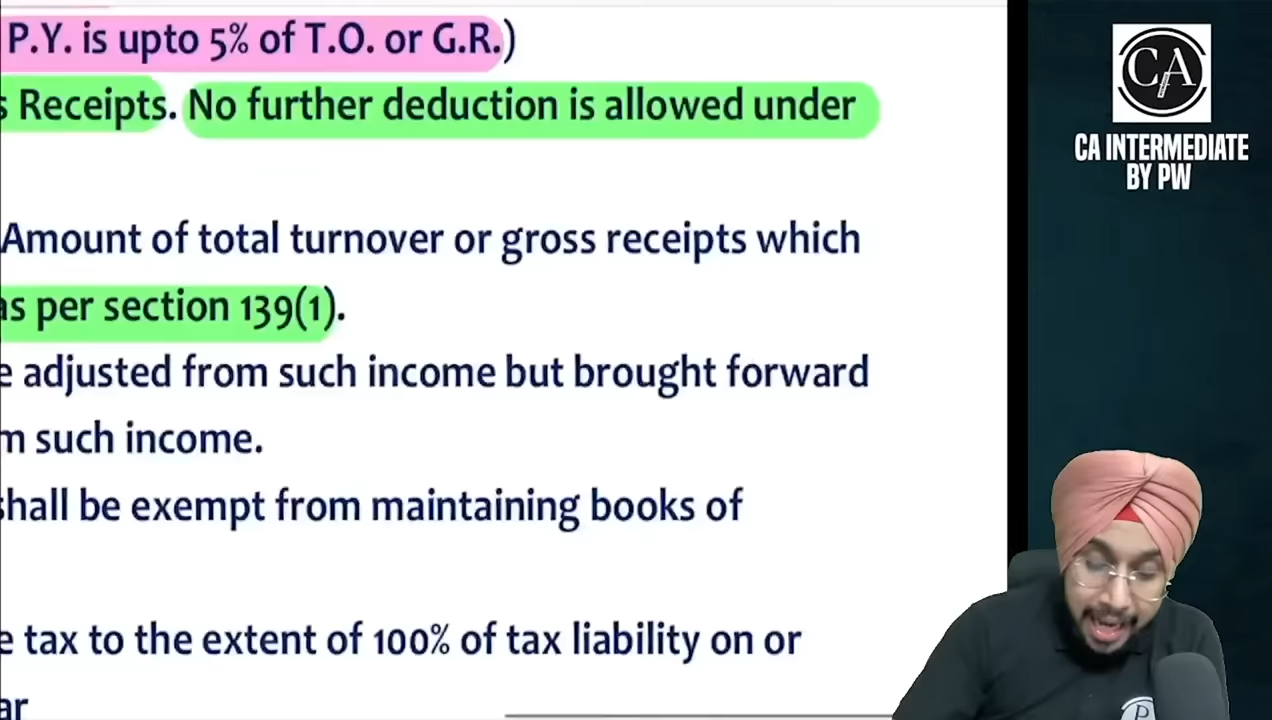 P.Y. is upto 5% of T.O. or G.R.)
s Receipts. No further deduction is allowed under
Amount of total turnover or gross receipts which
as per section 139(1).
e adjusted from such income but brought forward
m such income.
shall be exempt from maintaining books of
e tax to the extent of 100% of tax liability on or
ar
CA
CA INTERMEDIATE
BY PW
P